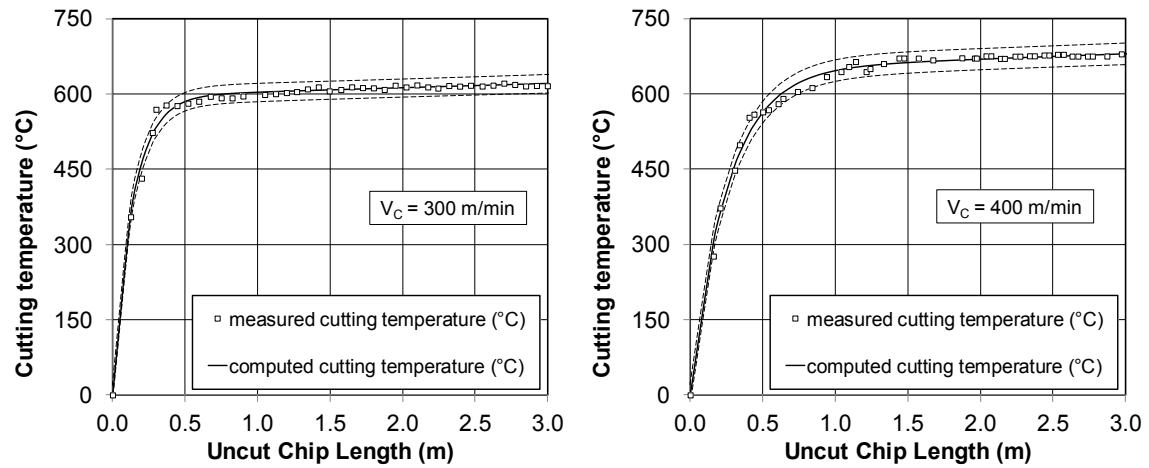 750
600
450
300
150
0
Cutting temperature (°C)
V_C = 300 m/min
measured cutting temperature (°C)
computed cutting temperature (°C)
0.0 0.5 1.0 1.5 2.0 2.5 3.0
Uncut Chip Length (m)
750
600
450
300
150
0
Cutting temperature (°C)
V_C = 400 m/min
measured cutting temperature (°C)
computed cutting temperature (°C)
0.0 0.5 1.0 1.5 2.0 2.5 3.0
Uncut Chip Length (m)